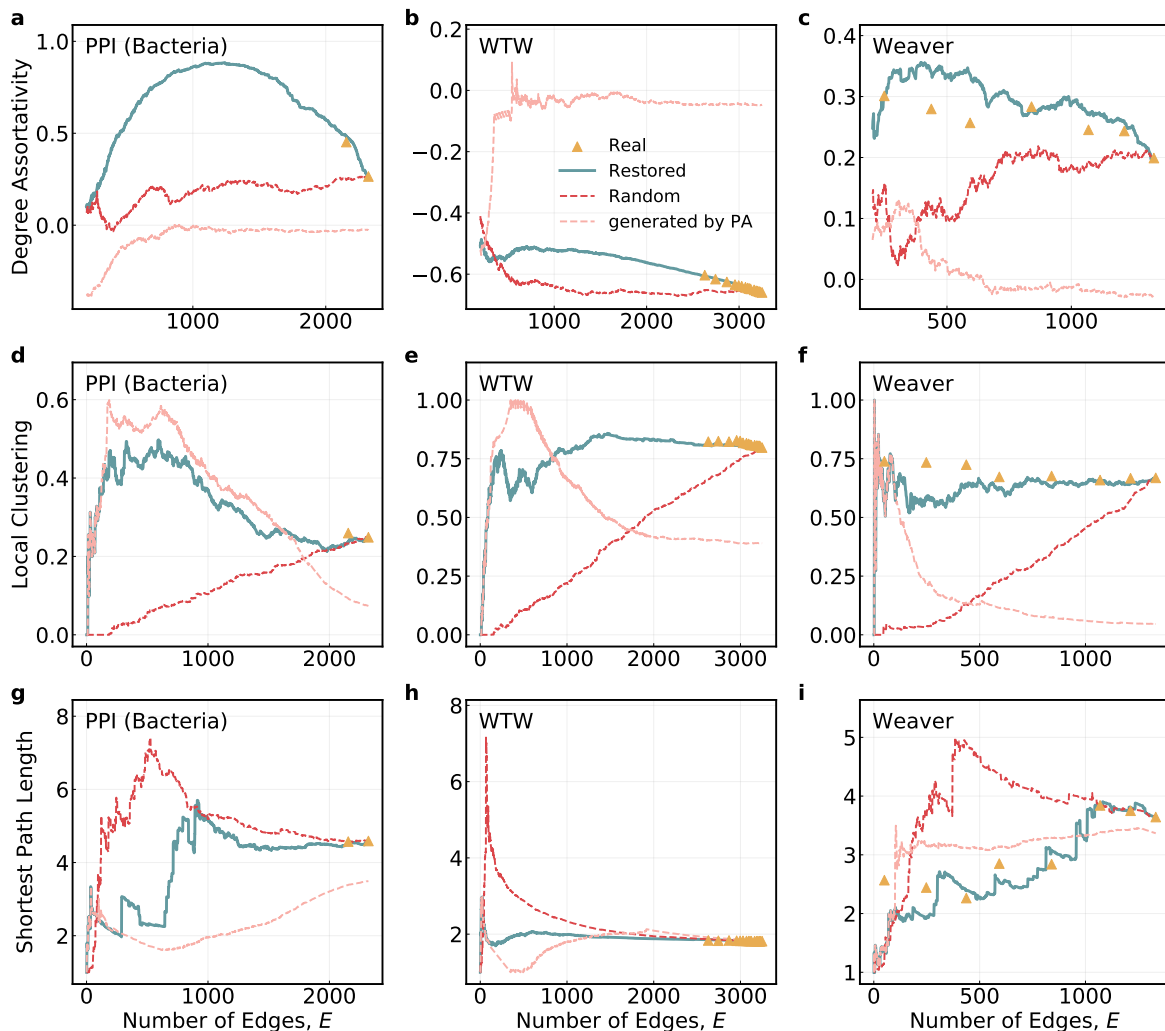 a
PPI (Bacteria)
1.0
0.5
0.0
1000
2000
Degree Assortativity
b
WTW
0.2
0.0
−0.2
−0.4
−0.6
0
1000
2000
3000
Real
Restored
Random
generated by PA
c
Weaver
0.4
0.3
0.2
0.1
0.0
500
1000
d
PPI (Bacteria)
0.6
0.4
0.2
0.0
0
1000
2000
Local Clustering
e
WTW
1.00
0.75
0.50
0.25
0.00
0
1000
2000
3000
f
Weaver
1.00
0.75
0.50
0.25
0.00
0
500
1000
g
PPI (Bacteria)
8
6
4
2
0
1000
2000
Shortest Path Length
Number of Edges, E
h
WTW
8
6
4
2
0
1000
2000
3000
Number of Edges, E
i
Weaver
5
4
3
2
1
0
500
1000
Number of Edges, E